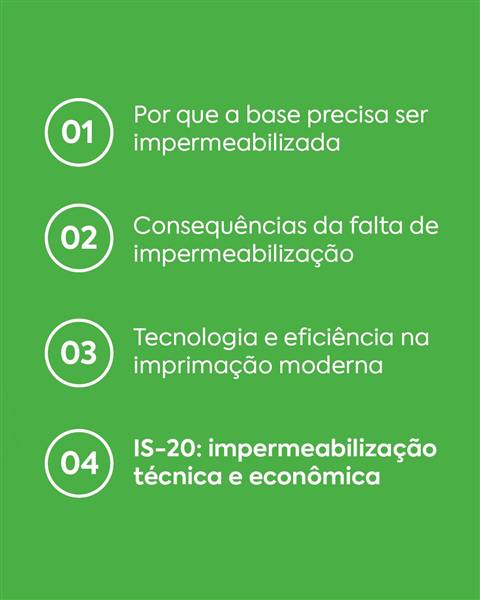 01
Por que a base precisa ser
impermeabilizada
02
Consequências da falta de
impermeabilização
03
Tecnologia e eficiência na
imprimação moderna
04
IS-20: impermeabilização
técnica e econômica